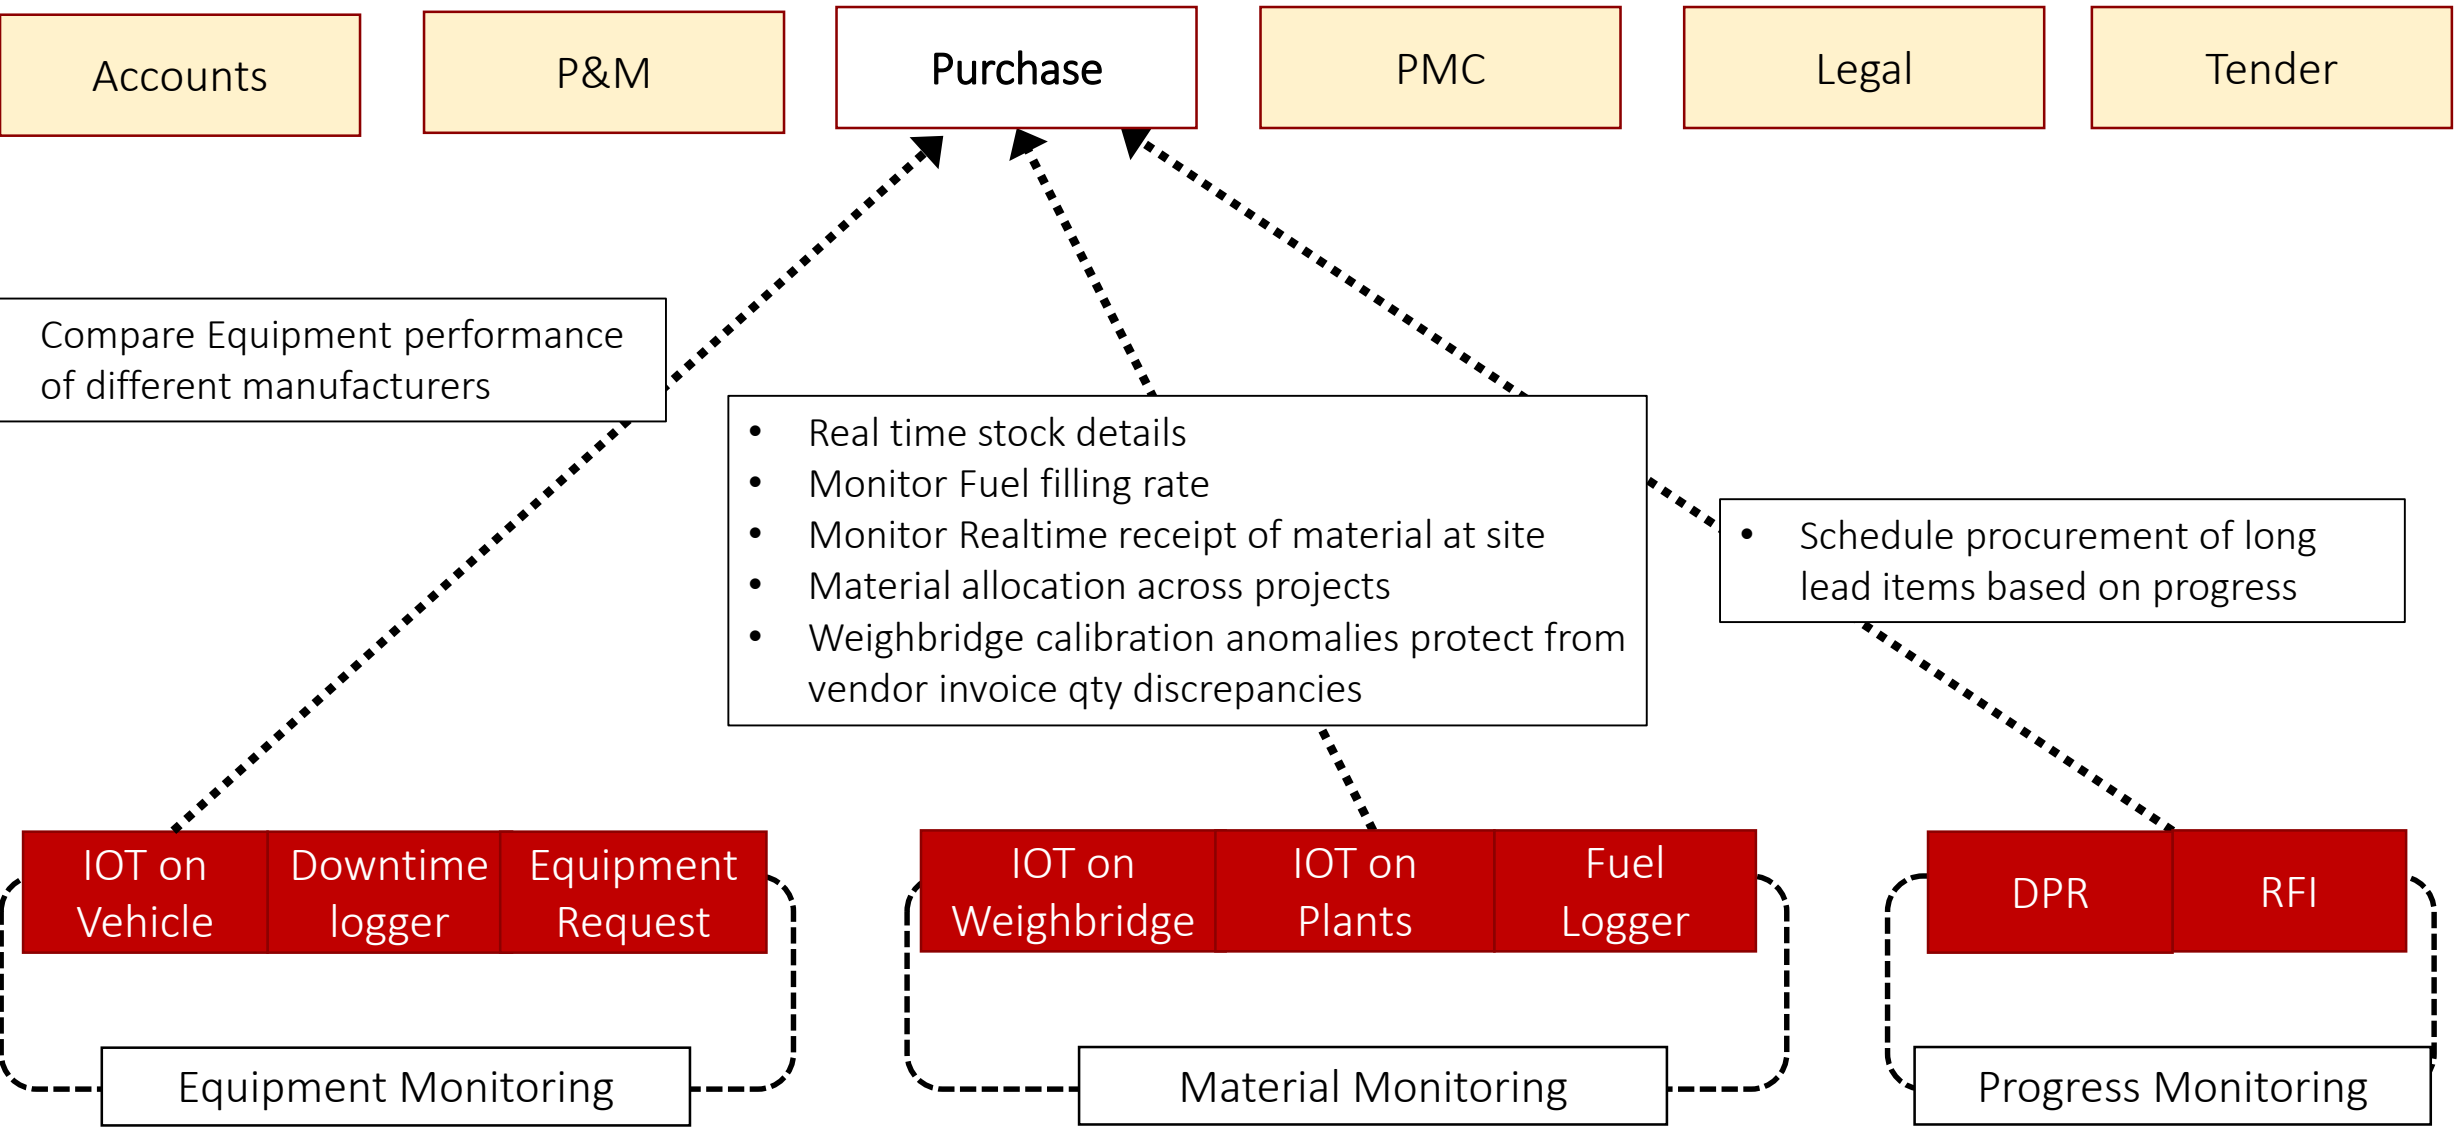 Accounts
P&M
Purchase
PMC
Legal
Tender
Compare Equipment performance
of different manufacturers
• Real time stock details
• Monitor Fuel filling rate
• Monitor Realtime receipt of material at site
• Material allocation across projects
• Weighbridge calibration anomalies protect from
vendor invoice qty discrepancies
• Schedule procurement of long
lead items based on progress
IOT on
Vehicle
Downtime
logger
Equipment
Request
IOT on
Weighbridge
IOT on
Plants
Fuel
Logger
DPR
RFI
Equipment Monitoring
Material Monitoring
Progress Monitoring